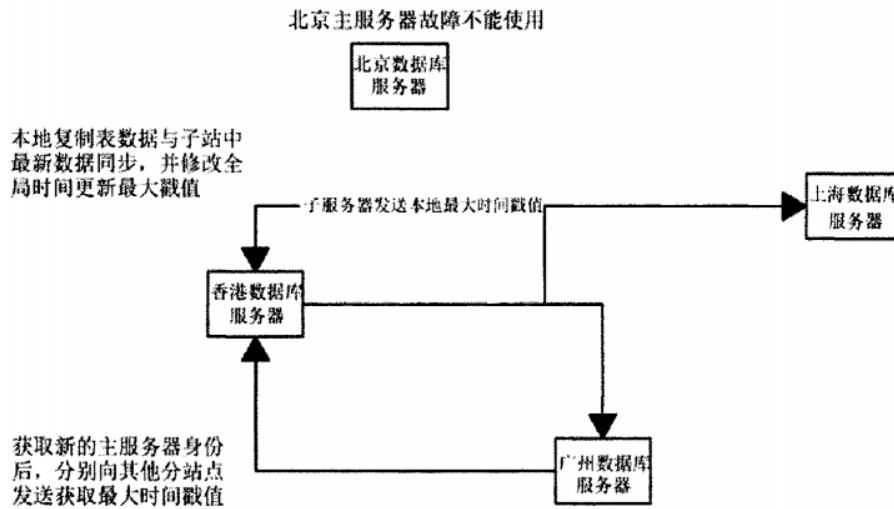 北京主服务器故障不能使用
北京数据库
服务器
本地复制表数据与子站中
最新数据同步，并修改全
局时间更新最大戳值
子服务器发送本地最大时间戳值
上海数据库
服务器
香港数据库
服务器
获取新的主服务器身份
后，分别向其他分站点
发送获取最大时间戳值
广州数据库
服务器